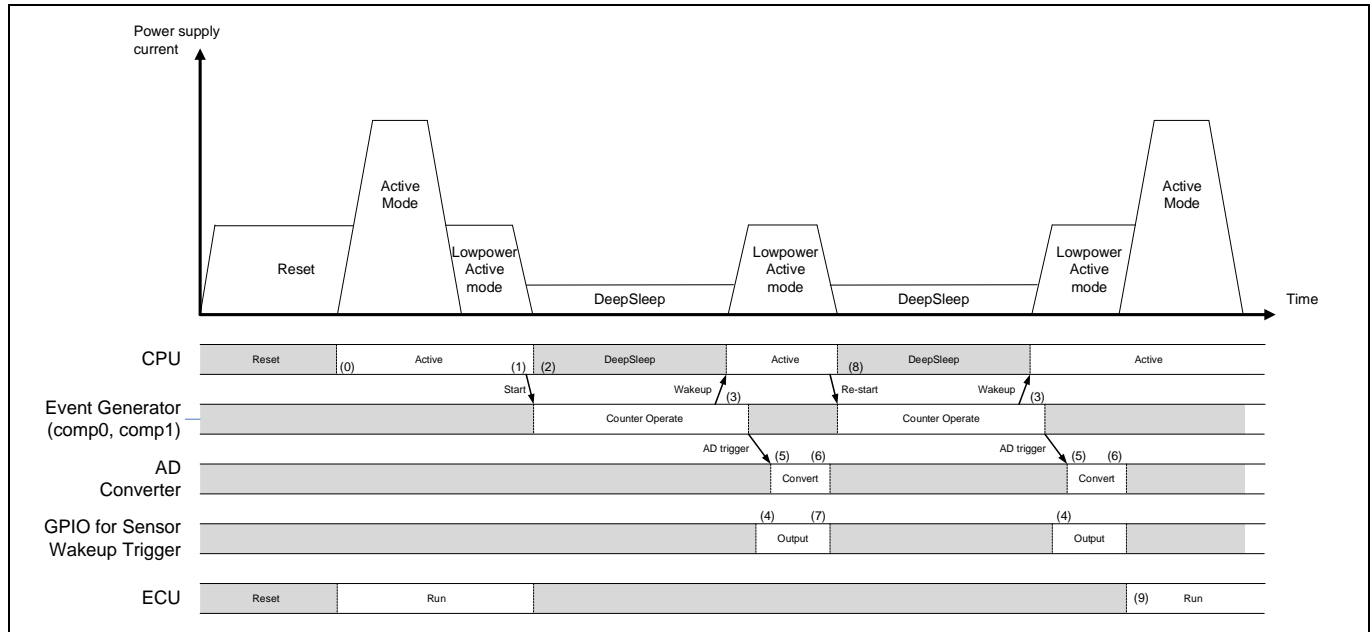 Power supply
current
Active
Mode
Active
Mode
Reset
Lowpower
Active
mode
DeepSleep
Lowpower
Active
mode
DeepSleep
Lowpower
Active
mode
Time
CPU
Reset
(0)
Active
(1)
(2)
DeepSleep
Active
(8)
DeepSleep
Active
Start
Wakeup
(3)
Re-start
Wakeup
(3)
Event Generator
(comp0, comp1)
Counter Operate
Counter Operate
AD trigger
AD trigger
AD
Converter
(5)
(6)
Convert
(5)
(6)
Convert
GPIO for Sensor
Wakeup Trigger
(4)
(7)
Output
(4)
Output
ECU
Reset
Run
(9)
Run